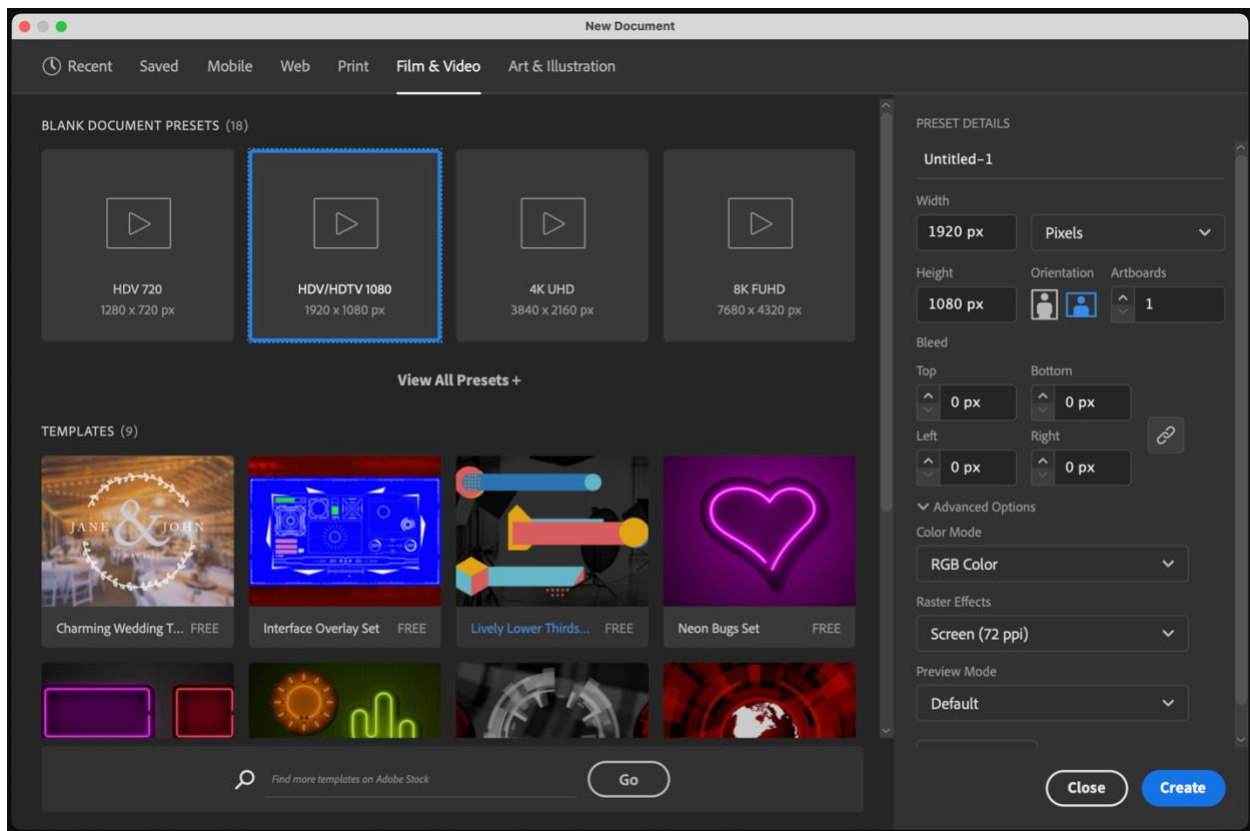 New Document
Recent Saved Mobile Web Print Film & Video Art & Illustration
BLANK DOCUMENT PRESETS (18)
HDV 720
1280 x 720 px
HDV/HDTV 1080
1920 x 1080 px
4K UHD
3840 x 2160 px
8K FUHD
7680 x 4320 px
View All Presets +
TEMPLATES (9)
JANE & JOHN
Charming Wedding T... FREE
Interface Overlay Set FREE
Lively Lower Thirds... FREE
Neon Bugs Set FREE
Find more templates on Adobe Stock
Go
PRESET DETAILS
Untitled-1
Width
1920 px Pixels
Height Orientation Artboards
1080 px 1
Bleed
Top Bottom
0 px 0 px
Left Right
0 px 0 px
Advanced Options
Color Mode
RGB Color
Raster Effects
Screen (72 ppi)
Preview Mode
Default
Close Create